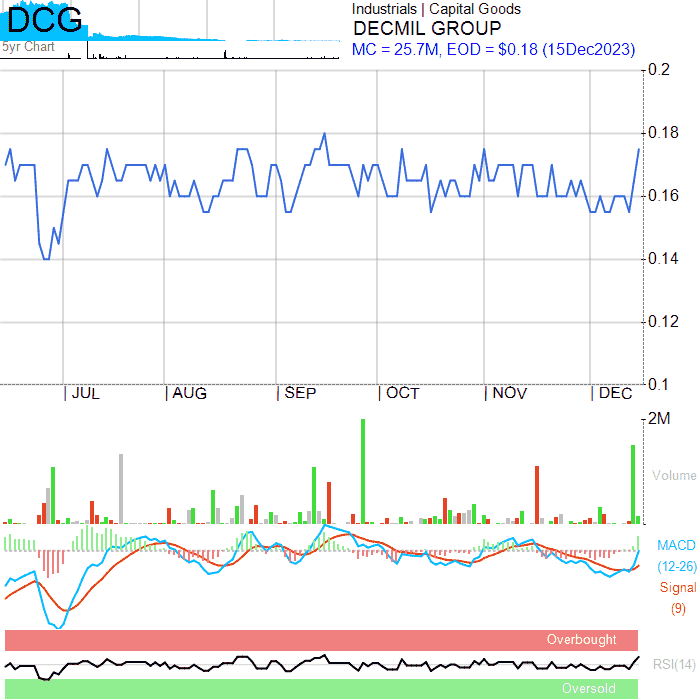 DCG
5yr Chart
Industrials | Capital Goods
DECMIL GROUP
MC = 25.7M, EOD = $0.18 (15Dec2023)
0.2
0.18
0.16
0.14
0.12
0.1
JUL AUG SEP OCT NOV DEC
2M
Volume
MACD
(12-26)
Signal
(9)
Overbought
RSI(14)
Oversold